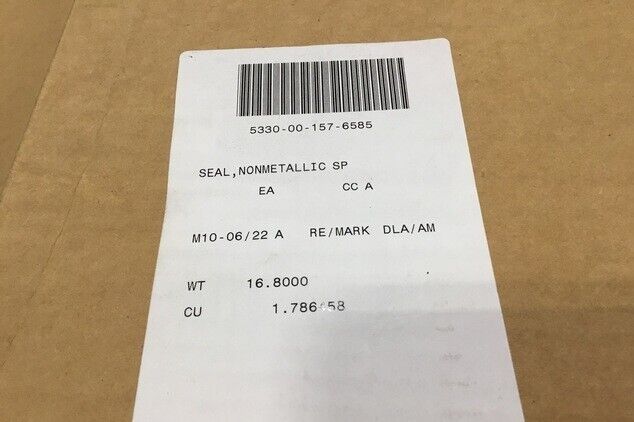 5330-00-157-6585
SEAL,NONMETALLIC SP
EA CC A
M10-06/22 A RE/MARK DLA/AM
WT 16.8000
CU